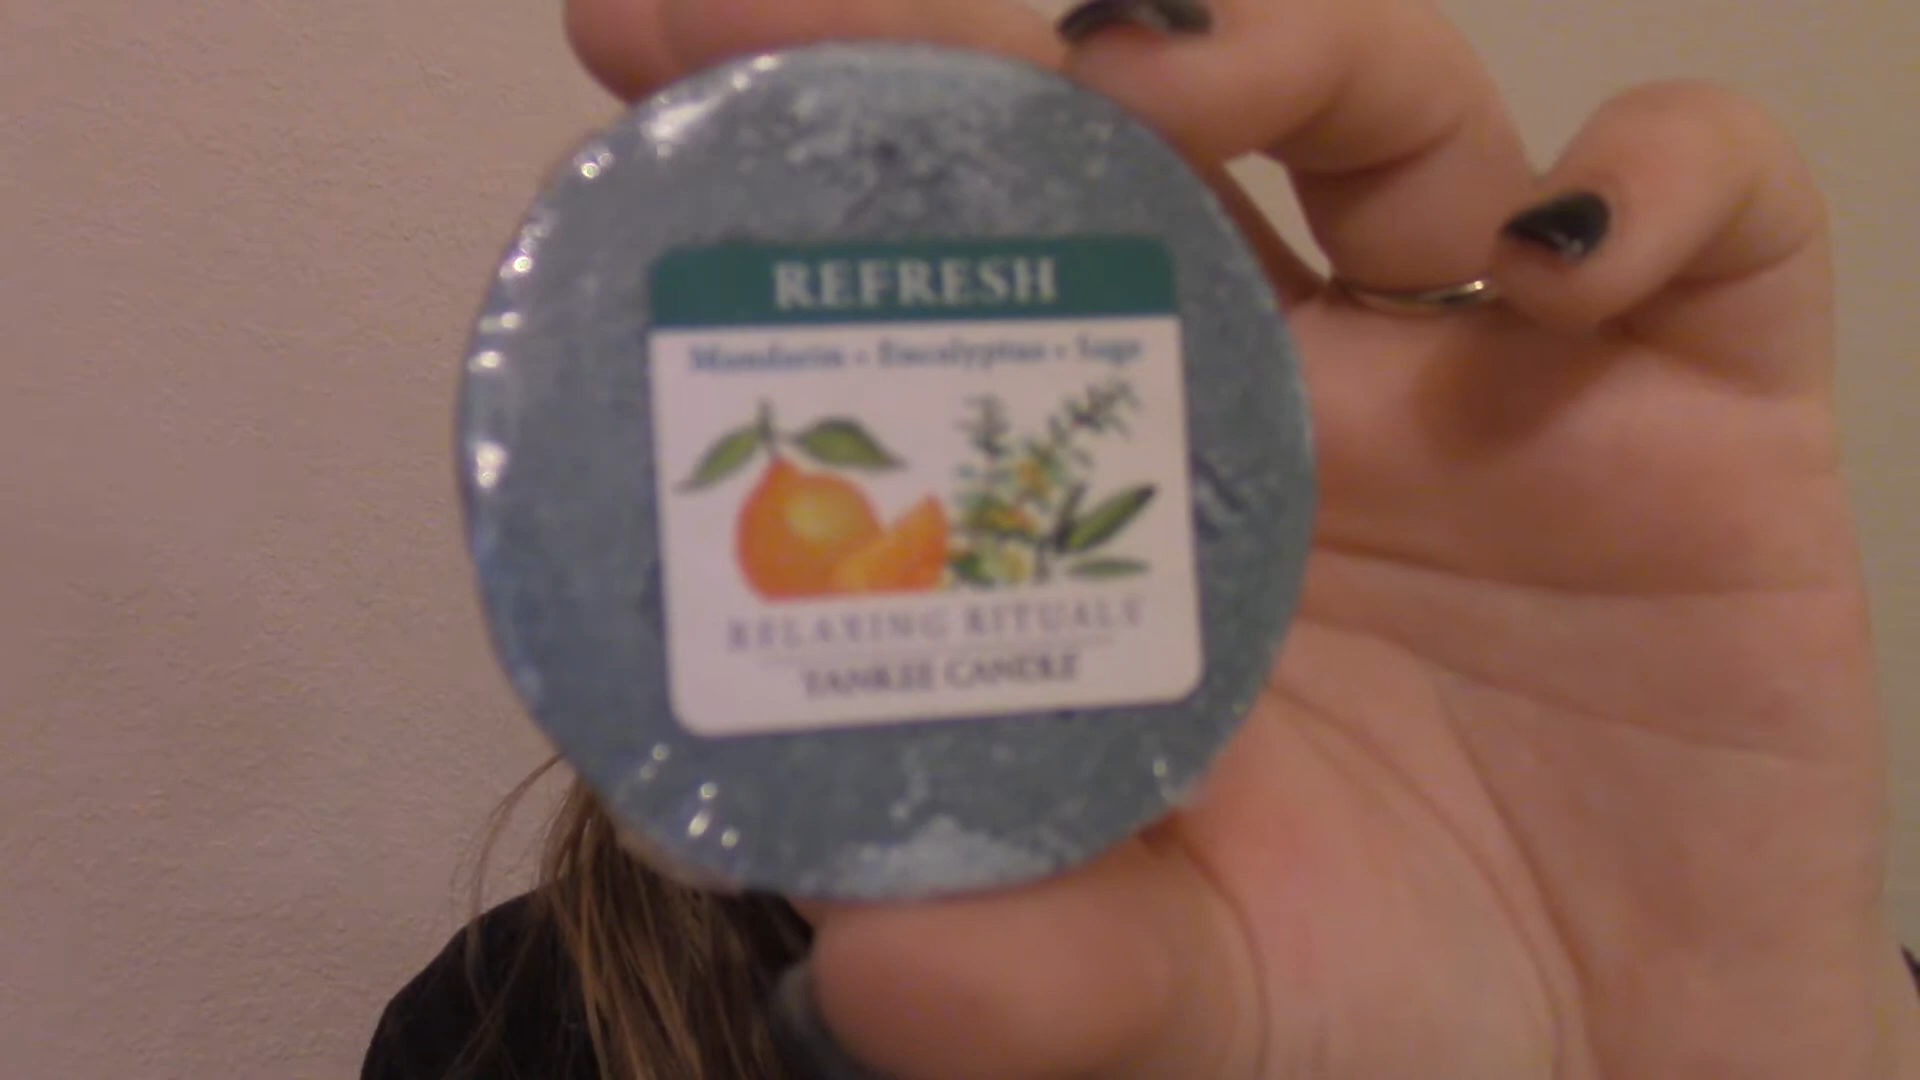 REFRESH
Mandarin • Eucalyptus • Sage
RELAXING RITUALS
YANKEE CANDLE